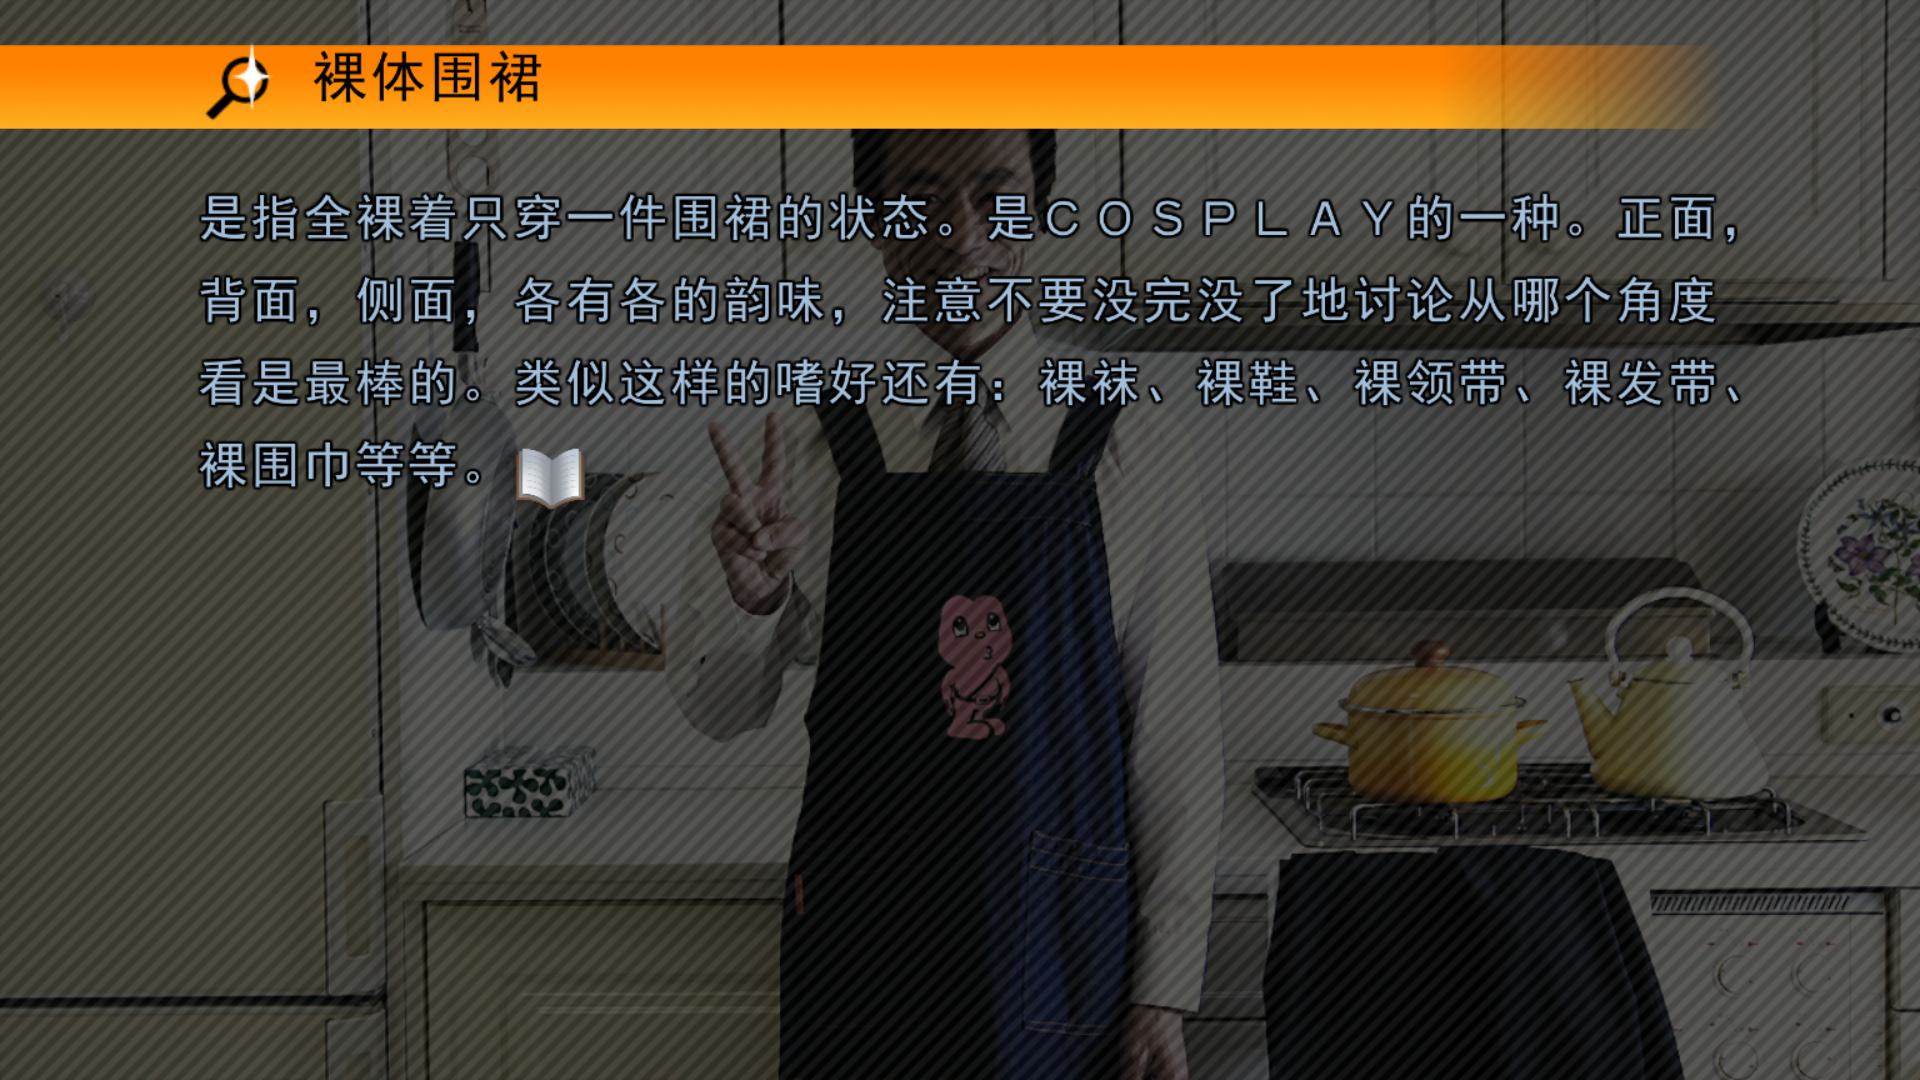 裸体围裙
是指全裸着只穿一件围裙的状态。是ＣＯＳＰＬＡＹ的一种。正面，
背面，侧面，各有各的韵味，注意不要没完没了地讨论从哪个角度
看是最棒的。类似这样的嗜好还有：裸袜、裸鞋、裸领带、裸发带、
裸围巾等等。